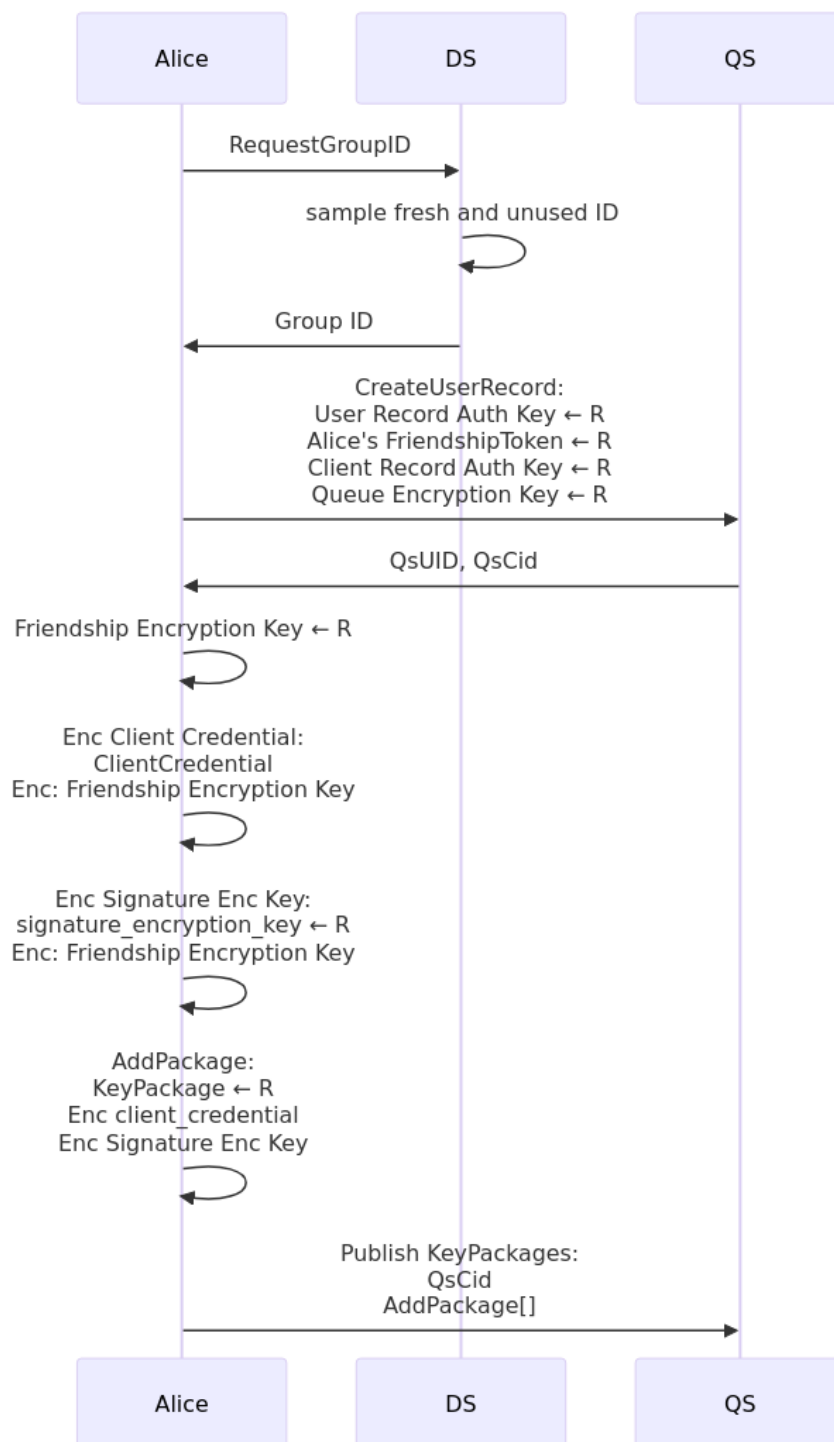 Alice
DS
QS
RequestGroupID
sample fresh and unused ID
Group ID
CreateUserRecord:
User Record Auth Key ← R
Alice's FriendshipToken ← R
Client Record Auth Key ← R
Queue Encryption Key ← R
QsUID, QsCid
Friendship Encryption Key ← R
Enc Client Credential:
ClientCredential
Enc: Friendship Encryption Key
Enc Signature Enc Key:
signature_encryption_key ← R
Enc: Friendship Encryption Key
AddPackage:
KeyPackage ← R
Enc client_credential
Enc Signature Enc Key
Publish KeyPackages:
QsCid
AddPackage[]
Alice
DS
QS